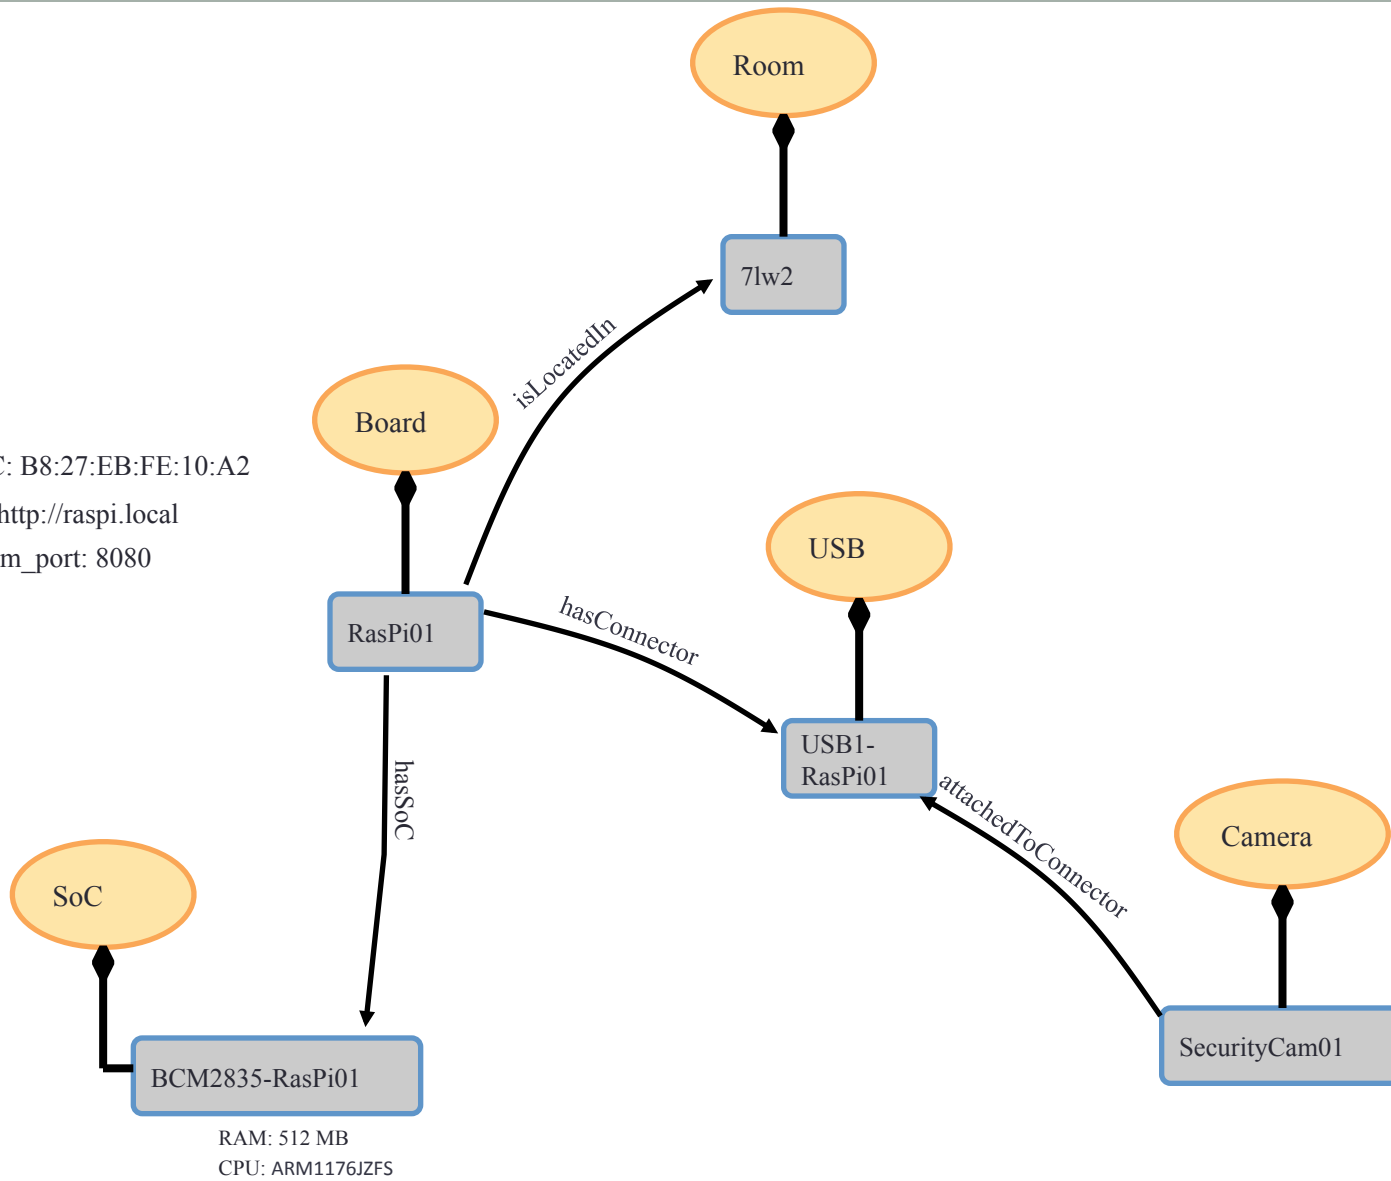 Room
7lw2
isLocatedIn
Board
C: B8:27:EB:FE:10:A2
http://raspi.local
m_port: 8080
RasPi01
hasConnector
USB
USB1-
RasPi01
hasSoC
attachedToConnector
Camera
SoC
SecurityCam01
BCM2835-RasPi01
RAM: 512 MB
CPU: ARM1176JZFS